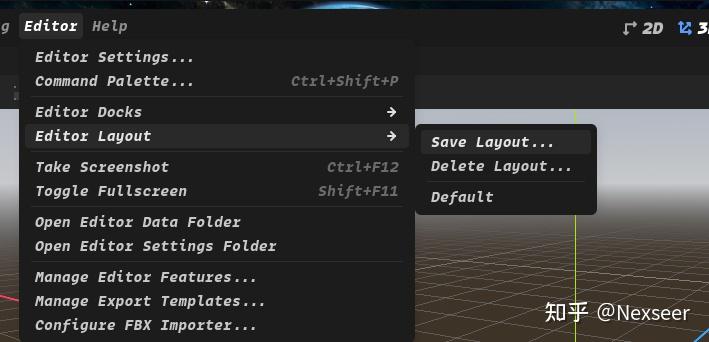 g Editor Help 2D 3
Editor Settings...
Command Palette... Ctrl+Shift+P
Editor Docks
Editor Layout
Save Layout...
Delete Layout...
Default
Take Screenshot Ctrl+F12
Toggle Fullscreen Shift+F11
Open Editor Data Folder
Open Editor Settings Folder
Manage Editor Features...
Manage Export Templates...
Configure FBX Importer...
知乎 @Nexseer